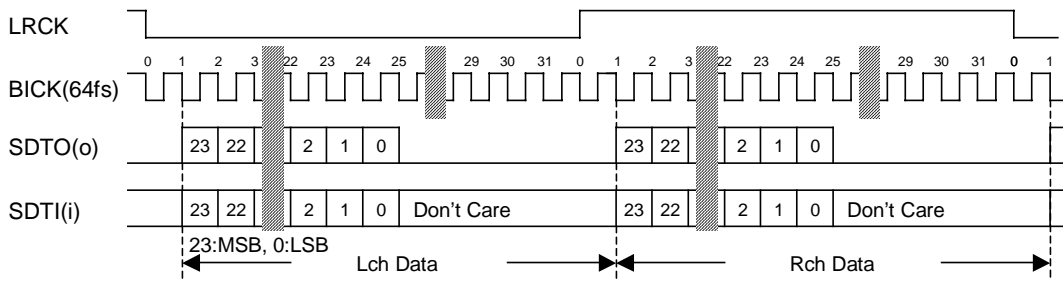 LRCK
0 1 2 3 22 23 24 25 29 30 31 0 1 2 3 22 23 24 25 29 30 31 0 1
BICK(64fs)
SDTO(o) 23 22 2 1 0 23 22 2 1 0
SDTI(i) 23 22 2 1 0 Don't Care 23 22 2 1 0 Don't Care
23:MSB, 0:LSB
Lch Data Rch Data